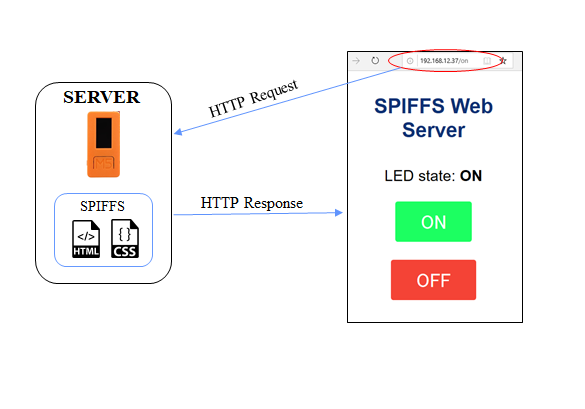 SERVER
M5
SPIFFS
</>
HTML
{ }
CSS
HTTP Request
HTTP Response
192.168.12.37/on
SPIFFS Web
Server
LED state: ON
ON
OFF